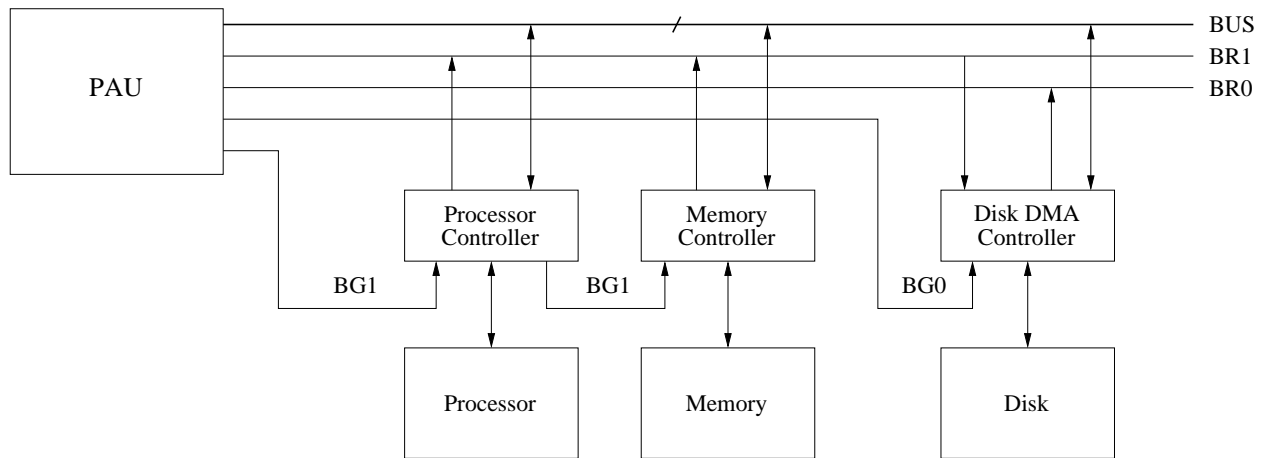 BUS
BR1
PAU
BR0
Processor
Controller
Memory
Controller
Disk DMA
Controller
BG1
BG1
BG0
Processor
Memory
Disk